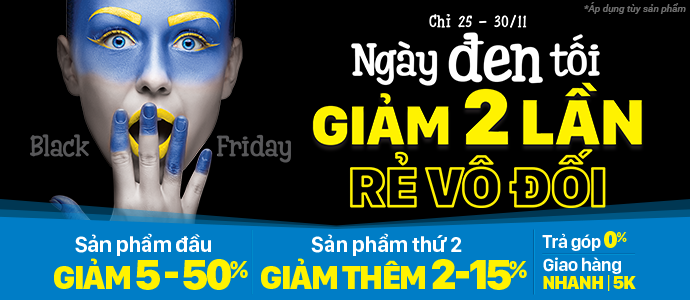 *Áp dụng tùy sản phẩm
Chỉ 25 - 30/11
Ngày đen tối
GIẢM 2 LẦN
RẺ VÔ ĐỐI
Black Friday
Sản phẩm đầu
GIẢM 5 - 50%
Sản phẩm thứ 2
GIẢM THÊM 2-15%
Trả góp 0%
Giao hàng
NHANH | 5K